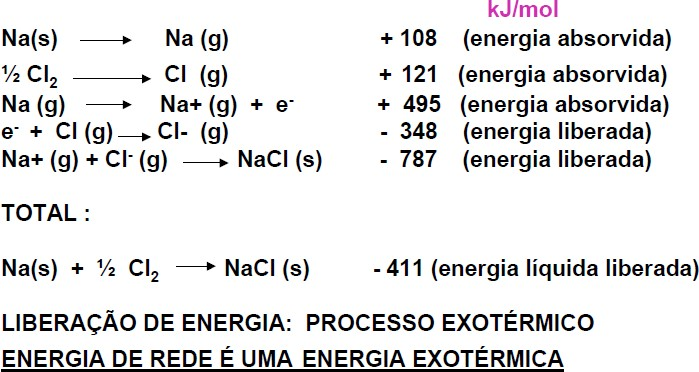 kJ/mol
Na(s) ⟶ Na (g) + 108 (energia absorvida)
½ Cl₂ ⟶ Cl (g) + 121 (energia absorvida)
Na (g) ⟶ Na+ (g) + e⁻ + 495 (energia absorvida)
e⁻ + Cl (g) ⟶ Cl- (g) - 348 (energia liberada)
Na+ (g) + Cl⁻ (g) ⟶ NaCl (s) - 787 (energia liberada)
TOTAL :
Na(s) + ½ Cl₂ ⟶ NaCl (s) - 411 (energia líquida liberada)
LIBERAÇÃO DE ENERGIA: PROCESSO EXOTÉRMICO
ENERGIA DE REDE É UMA ENERGIA EXOTÉRMICA